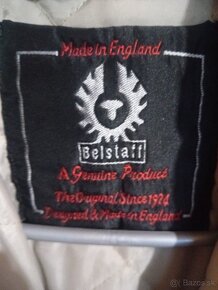 Made in England
Belstaff
A Genuine Product
The Original Since 1924
Designed & Made in England
Bazos.sk